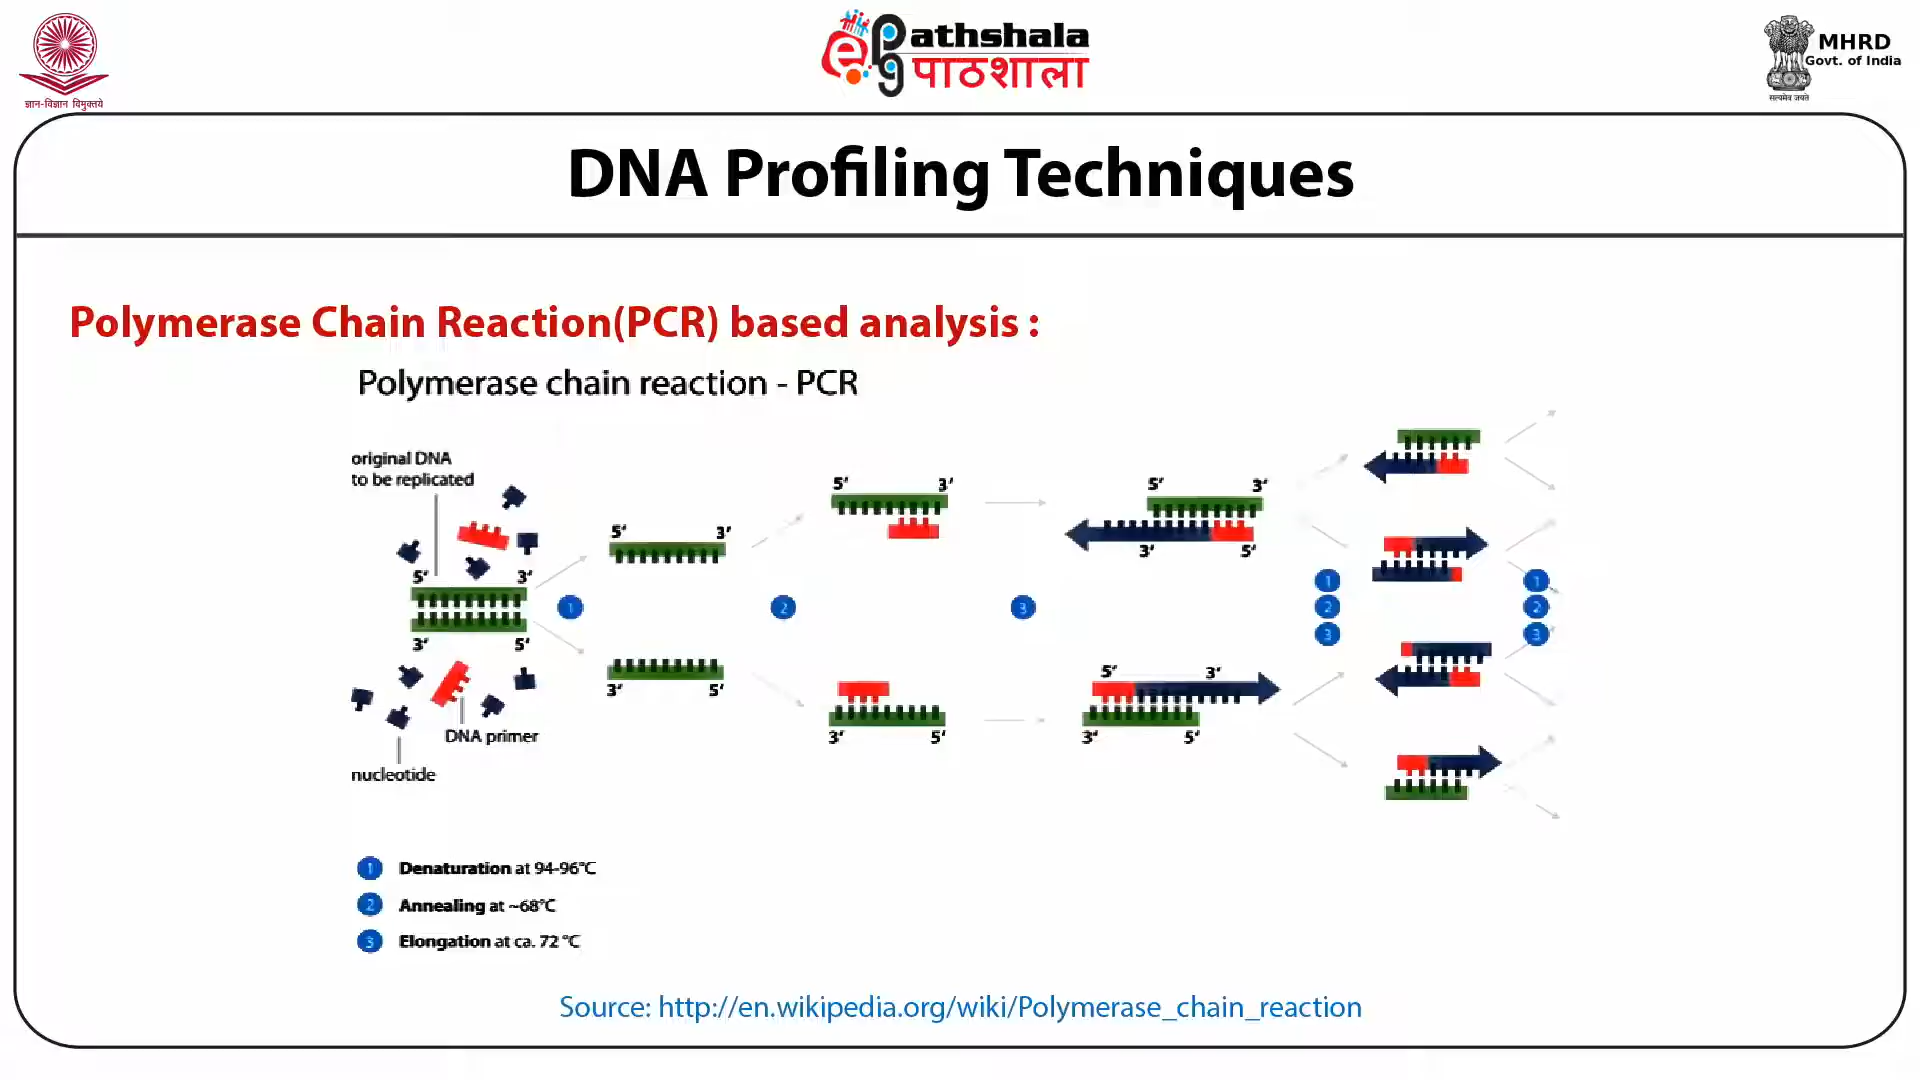 ज्ञान-विज्ञान विमुक्तये
ePathshala
पाठशाला
MHRD
Govt. of India
सत्यमेव जयते
DNA Profiling Techniques
Polymerase Chain Reaction(PCR) based analysis :
Polymerase chain reaction - PCR
original DNA
to be replicated
5' 3'
3' 5'
DNA primer
nucleotide
1
5' 3'
3' 5'
2
5' 3'
3' 5'
3
5' 3'
3' 5'
5' 3'
3' 5'
1
2
3
1
2
3
1 Denaturation at 94-96°C
2 Annealing at ~68°C
3 Elongation at ca. 72 °C
Source: http://en.wikipedia.org/wiki/Polymerase_chain_reaction